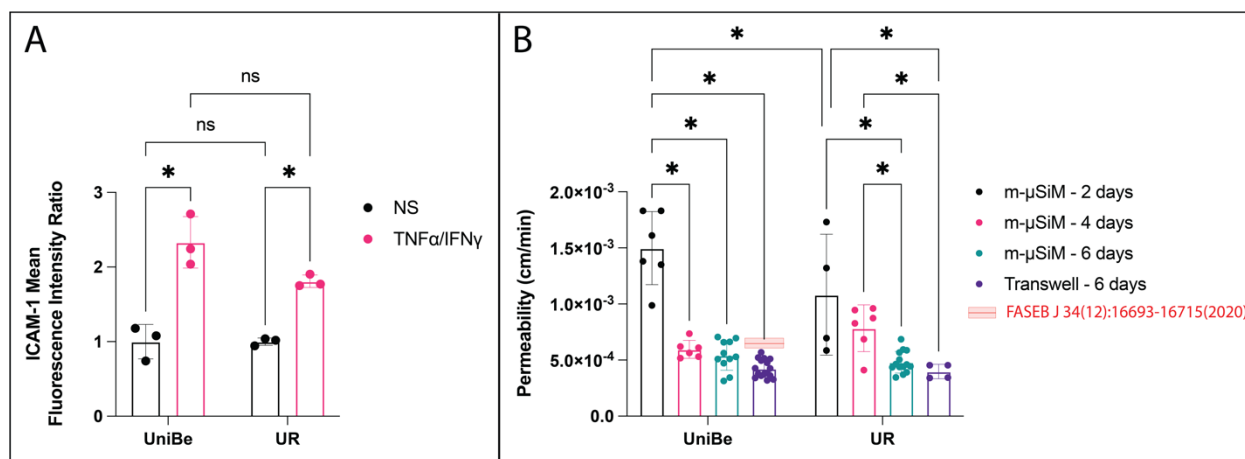 A
ICAM-1 Mean
Fluorescence Intensity Ratio
3
2
1
0
ns
ns
*
*
UniBe
UR
NS
TNFα/IFNγ
B
Permeability (cm/min)
2.0×10⁻³
1.5×10⁻³
1.0×10⁻³
5.0×10⁻⁴
0.0
*
*
*
*
*
*
*
*
UniBe
UR
m-μSiM - 2 days
m-μSiM - 4 days
m-μSiM - 6 days
Transwell - 6 days
FASEB J 34(12):16693-16715(2020)